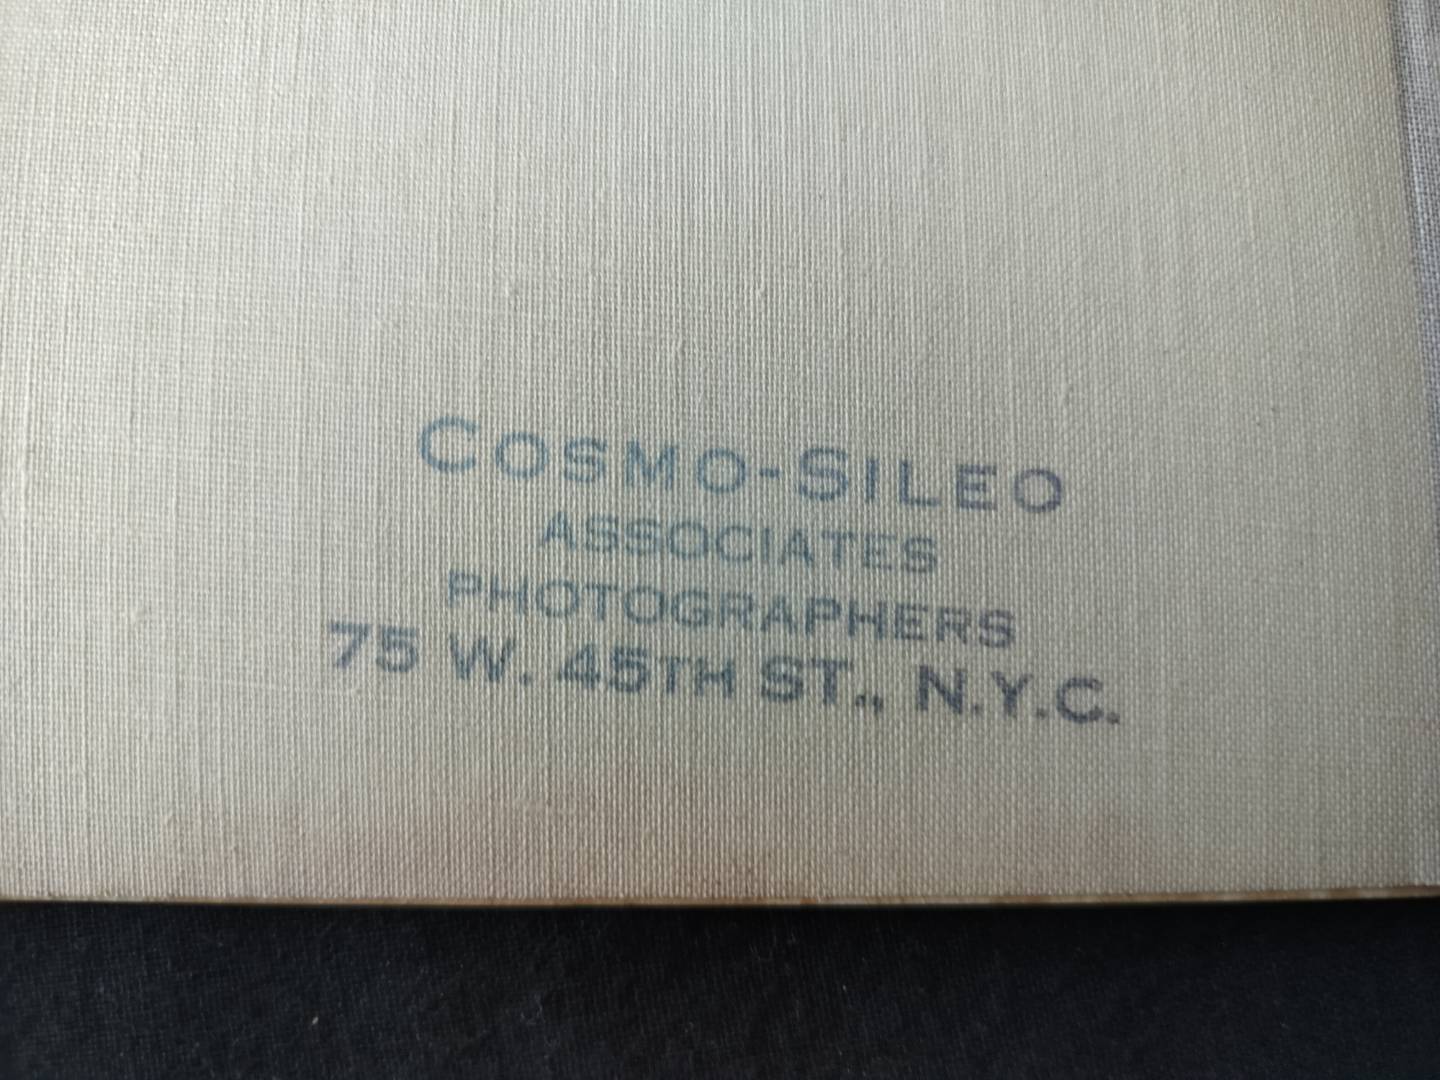 COSMO-SILEO
ASSOCIATES
PHOTOGRAPHERS
75 W. 45TH ST., N.Y.C.